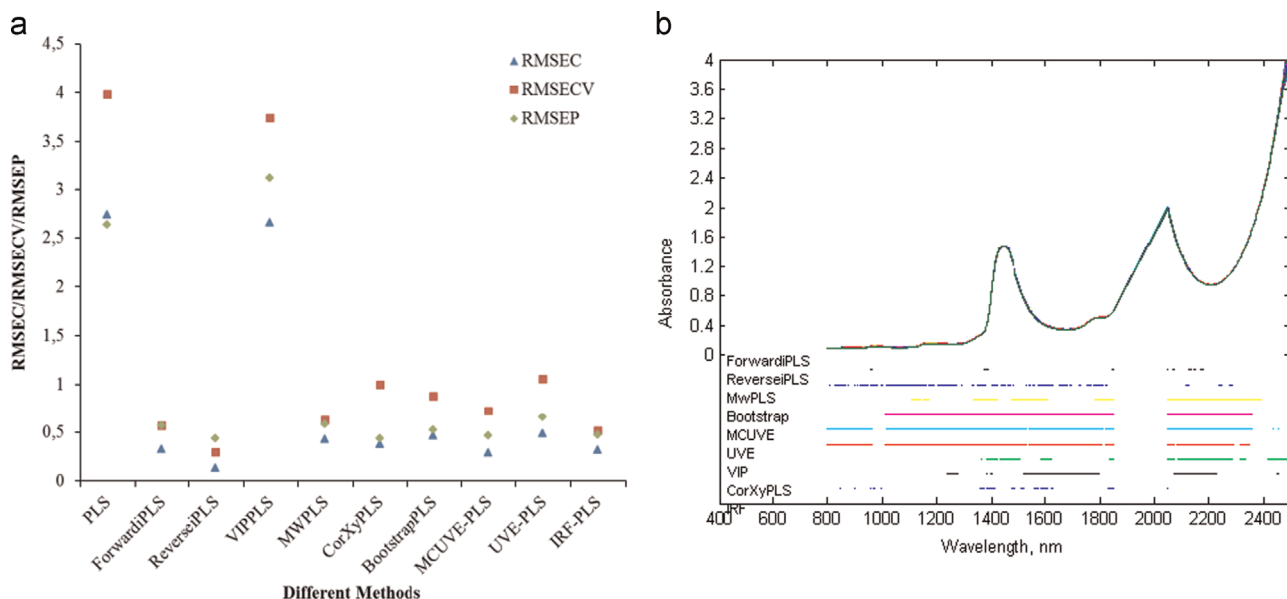 a
4,5
4
3,5
3
2,5
2
1,5
1
0,5
0
RMSEC/RMSECV/RMSEP
RMSEC
RMSECV
RMSEP
PLS
ForwardiPLS
ReverseiPLS
VIPPLS
MWPLS
CorXyPLS
BootstrapPLS
MCUVE-PLS
UVE-PLS
IRF-PLS
Different Methods
b
4
3.6
3.2
2.8
2.4
2
1.6
1.2
0.8
0.4
0
Absorbance
ForwardiPLS
ReverseiPLS
MwPLS
Bootstrap
MCUVE
UVE
VIP
CorXyPLS
IRF
400 600 800 1000 1200 1400 1600 1800 2000 2200 2400
Wavelength, nm